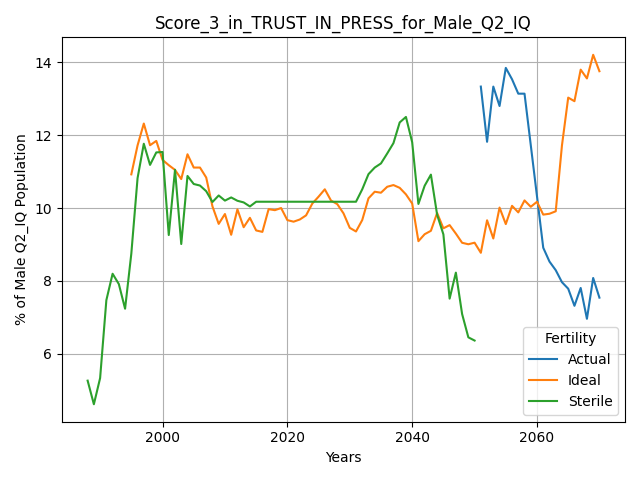 Score_3_in_TRUST_IN_PRESS_for_Male_Q2_IQ
% of Male Q2_IQ Population
14
12
10
8
6
2000 2020 2040 2060
Years
Fertility
Actual
Ideal
Sterile